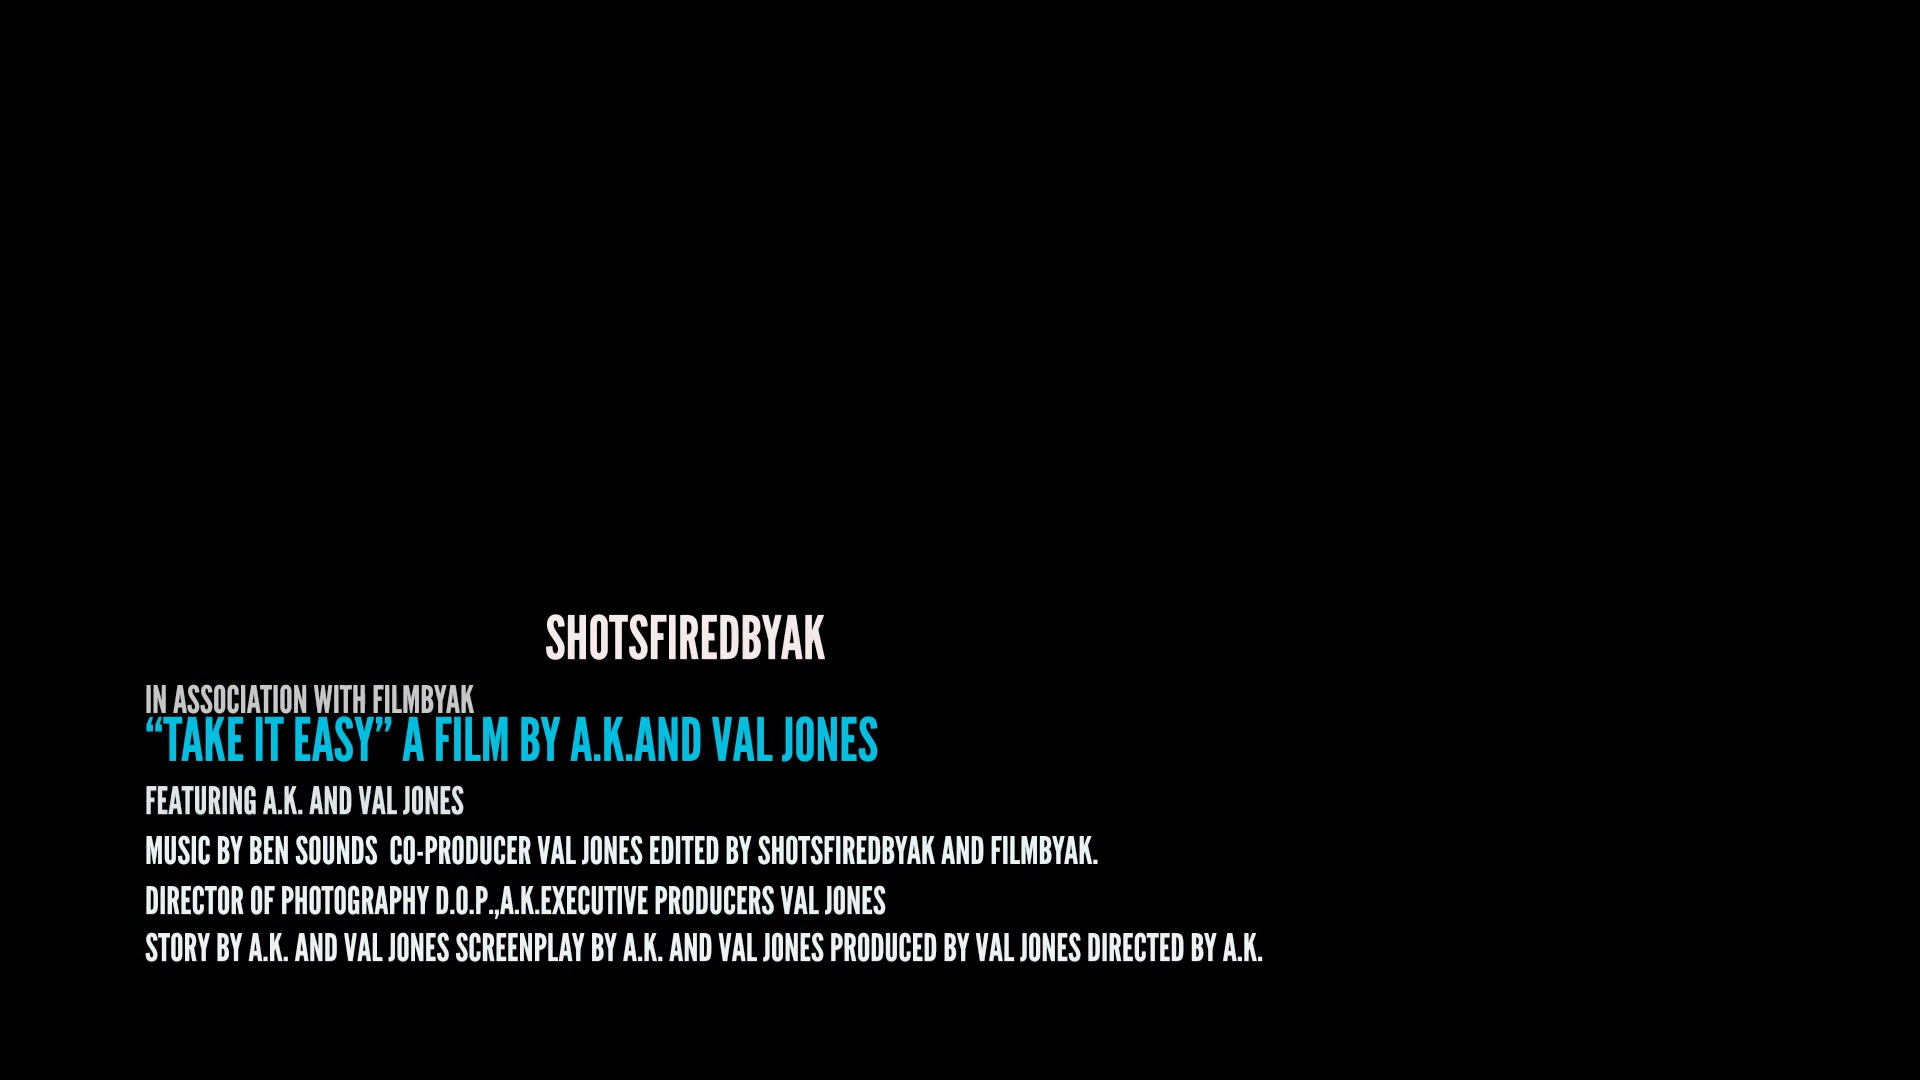 SHOTSFIREDBYAK
IN ASSOCIATION WITH FILMBYAK
“TAKE IT EASY” A FILM BY A.K.AND VAL JONES
FEATURING A.K. AND VAL JONES
MUSIC BY BEN SOUNDS  CO-PRODUCER VAL JONES EDITED BY SHOTSFIREDBYAK AND FILMBYAK.
DIRECTOR OF PHOTOGRAPHY D.O.P.,A.K.EXECUTIVE PRODUCERS VAL JONES
STORY BY A.K. AND VAL JONES SCREENPLAY BY A.K. AND VAL JONES PRODUCED BY VAL JONES DIRECTED BY A.K.